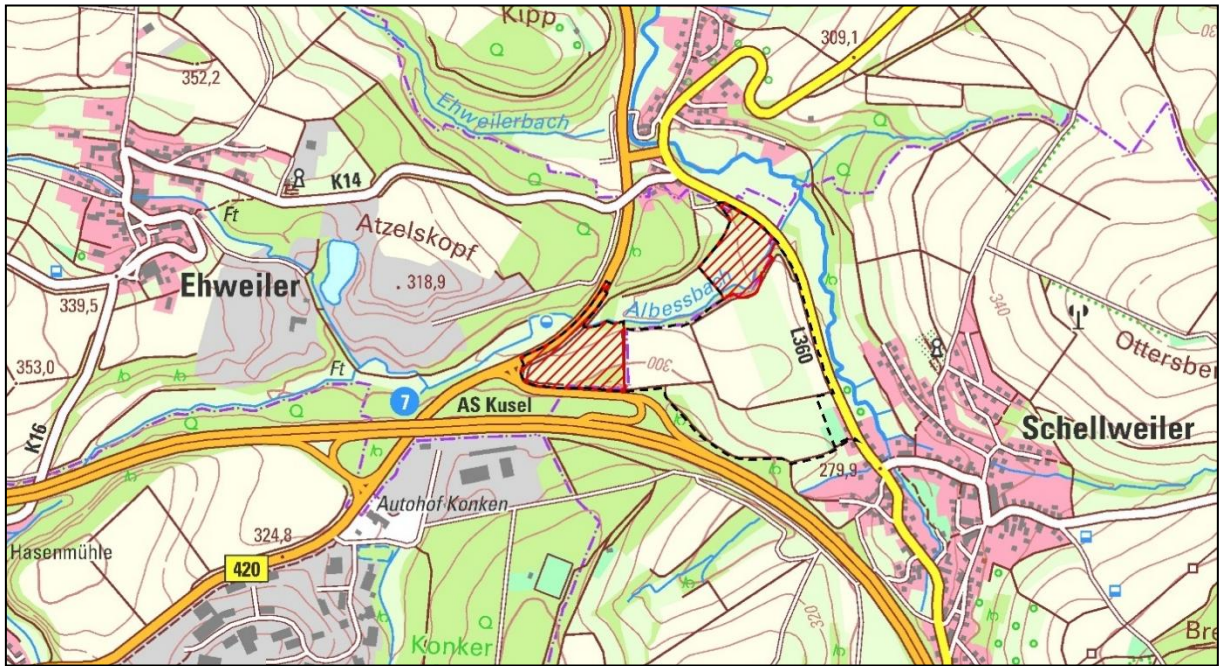 Kipp
309,1
352,2
Ehweilerbach
K14
Ft
Atzelskopf
Ehweiler
318,9
339,5
Albessbach
340
Ottersbe
353,0
Ft
300
L360
7
AS Kusel
Schellweiler
K16
279,9
Autohof Konken
324,8
Hasenmühle
420
320
Konker
Bre